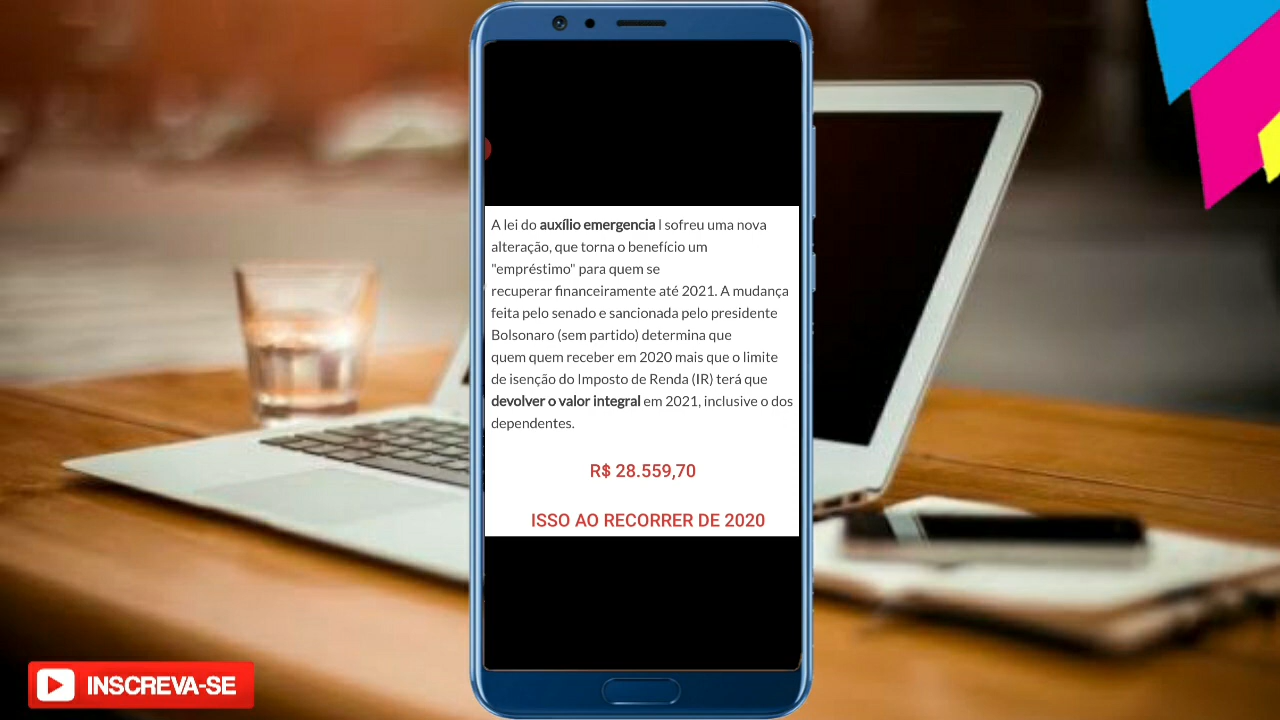 A lei do auxílio emergencia l sofreu uma nova
alteração, que torna o benefício um
"empréstimo" para quem se
recuperar financeiramente até 2021. A mudança
feita pelo senado e sancionada pelo presidente
Bolsonaro (sem partido) determina que
quem quem receber em 2020 mais que o limite
de isenção do Imposto de Renda (IR) terá que
devolver o valor integral em 2021, inclusive o dos
dependentes.
R$ 28.559,70
ISSO AO RECORRER DE 2020
INSCREVA-SE